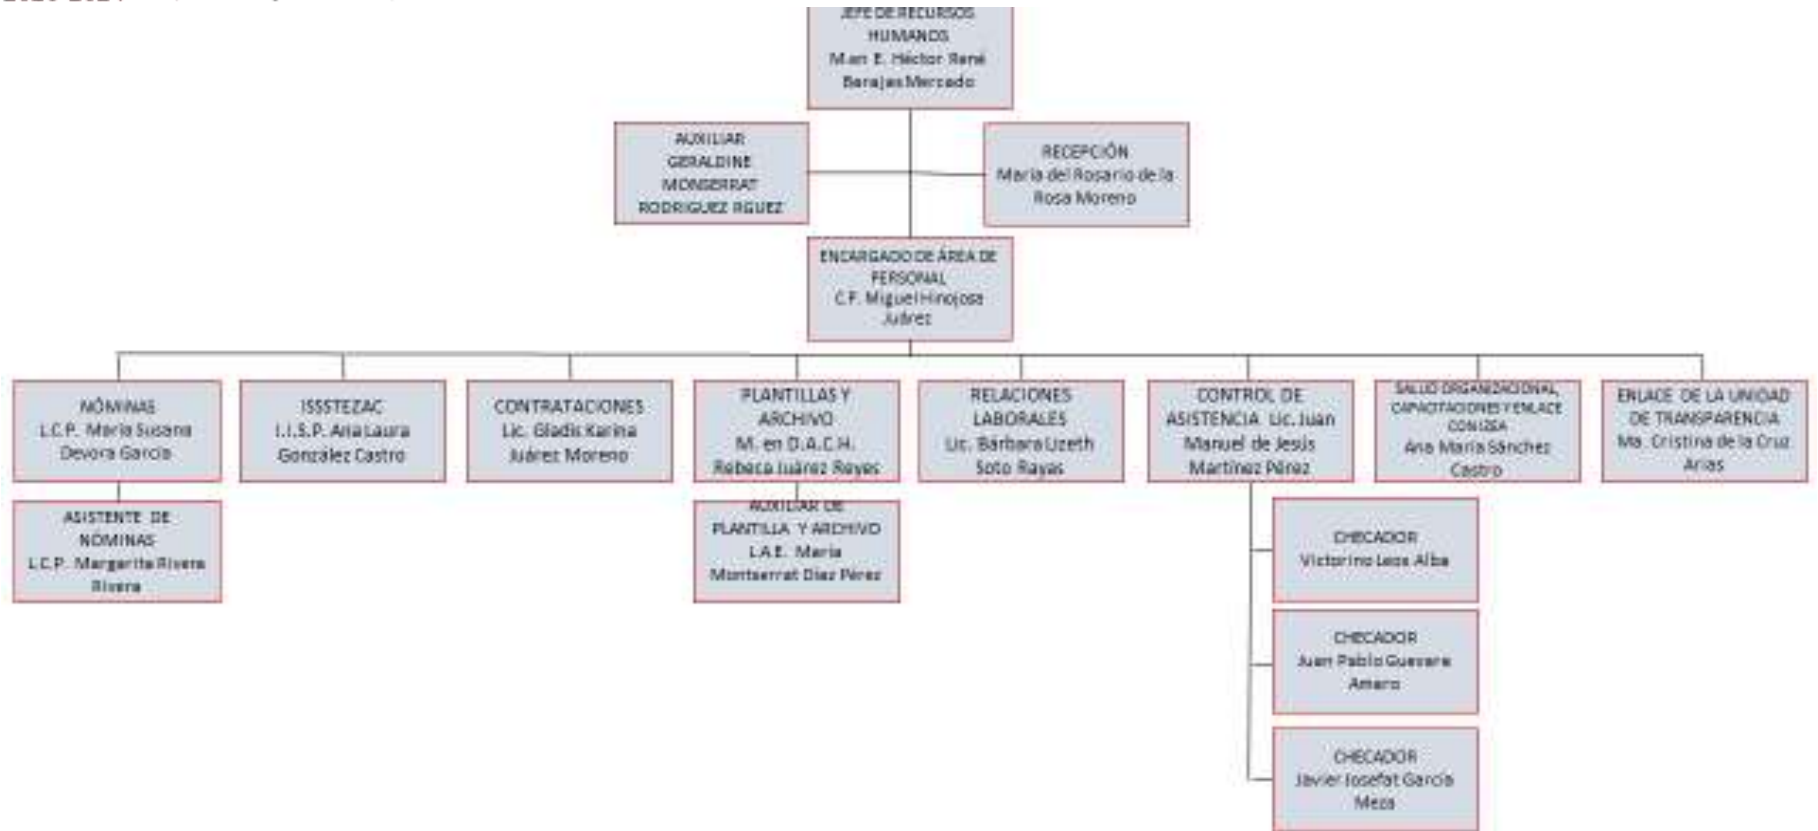 JEFE DE RECURSOS
HUMANOS
M.en E. Héctor René
Barajas Mercado
AUXILIAR
GERALDINE
MONSERRAT
RODRIGUEZ RGUEZ
RECEPCIÓN
María del Rosario de la
Rosa Moreno
ENCARGADO DE ÁREA DE
PERSONAL
C.P. Miguel Hinojosa
Juárez
NÓMINAS
L.C.P. María Susana
Devora García
ISSSTEZAC
I.I.S.P. Ana Laura
González Castro
CONTRATACIONES
Lic. Gladis Karina
Juárez Moreno
PLANTILLAS Y
ARCHIVO
M. en D.A.C.H.
Rebeca Juárez Reyes
RELACIONES
LABORALES
Lic. Bárbara Lizeth
Soto Rayas
CONTROL DE
ASISTENCIA Lic. Juan
Manuel de Jesús
Martínez Pérez
SALUD ORGANIZACIONAL,
CAPACITACIONES Y ENLACE
CONIZEA
Ana María Sánchez
Castro
ENLACE DE LA UNIDAD
DE TRANSPARENCIA
Ma. Cristina de la Cruz
Arias
ASISTENTE DE
NÓMINAS
L.C.P. Margarita Rivera
Rivera
AUXILIAR DE
PLANTILLA Y ARCHIVO
L.A.E. María
Montserrat Díaz Pérez
CHECADOR
Victorino Leos Alba
CHECADOR
Juan Pablo Guevara
Amaro
CHECADOR
Javier Josefat García
Meza